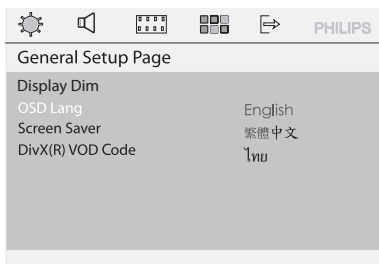 PHILIPS
General Setup Page
Display Dim
OSD Lang English
Screen Saver 繁體中文
DivX(R) VOD Code ไทย